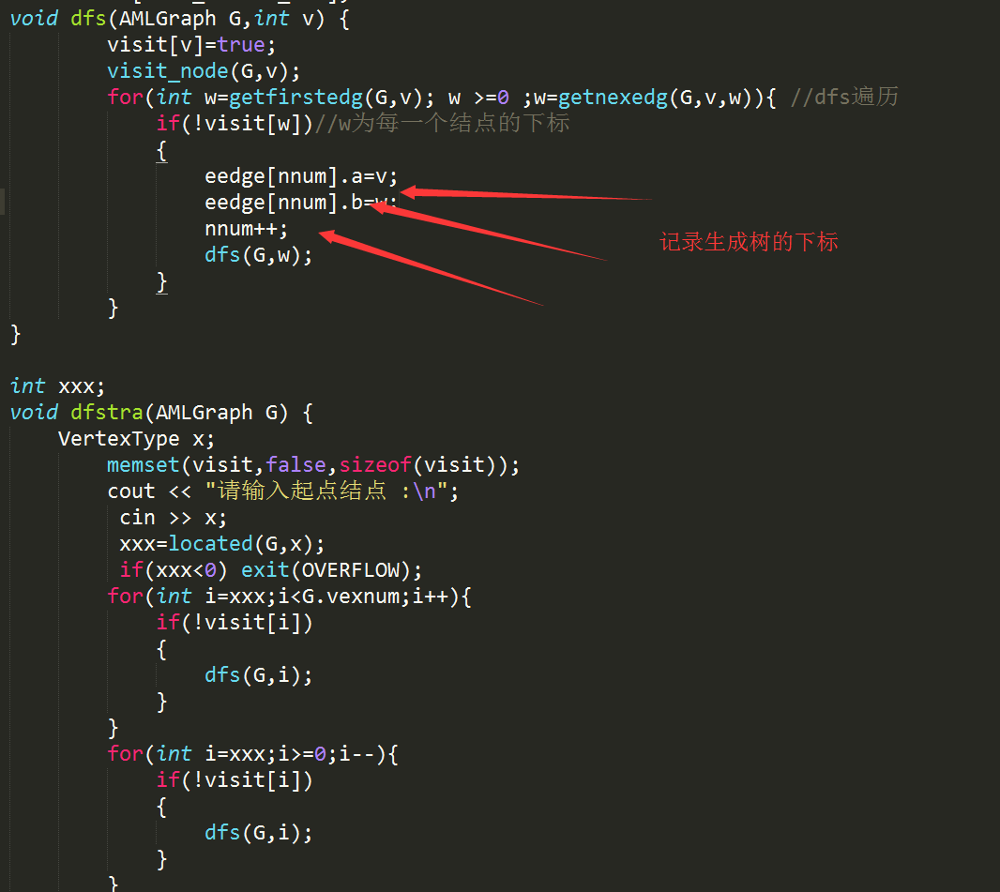 void dfs(AMLGraph G,int v) {
visit[v]=true;
visit_node(G,v);
for(int w=getfirstedg(G,v); w >=0 ;w=getnexedg(G,v,w)){ //dfs遍历
if(!visit[w])//w为每一个结点的下标
{
eedge[nnum].a=v;
eedge[nnum].b=w;
nnum++;
记录生成树的下标
dfs(G,w);
}
}
}
int xxx;
void dfstra(AMLGraph G) {
VertexType x;
memset(visit,false,sizeof(visit));
cout << "请输入起点结点 :\n";
cin >> x;
xxx=located(G,x);
if(xxx<0) exit(OVERFLOW);
for(int i=xxx;i<G.vexnum;i++){
if(!visit[i])
{
dfs(G,i);
}
}
for(int i=xxx;i>=0;i--){
if(!visit[i])
{
dfs(G,i);
}
}